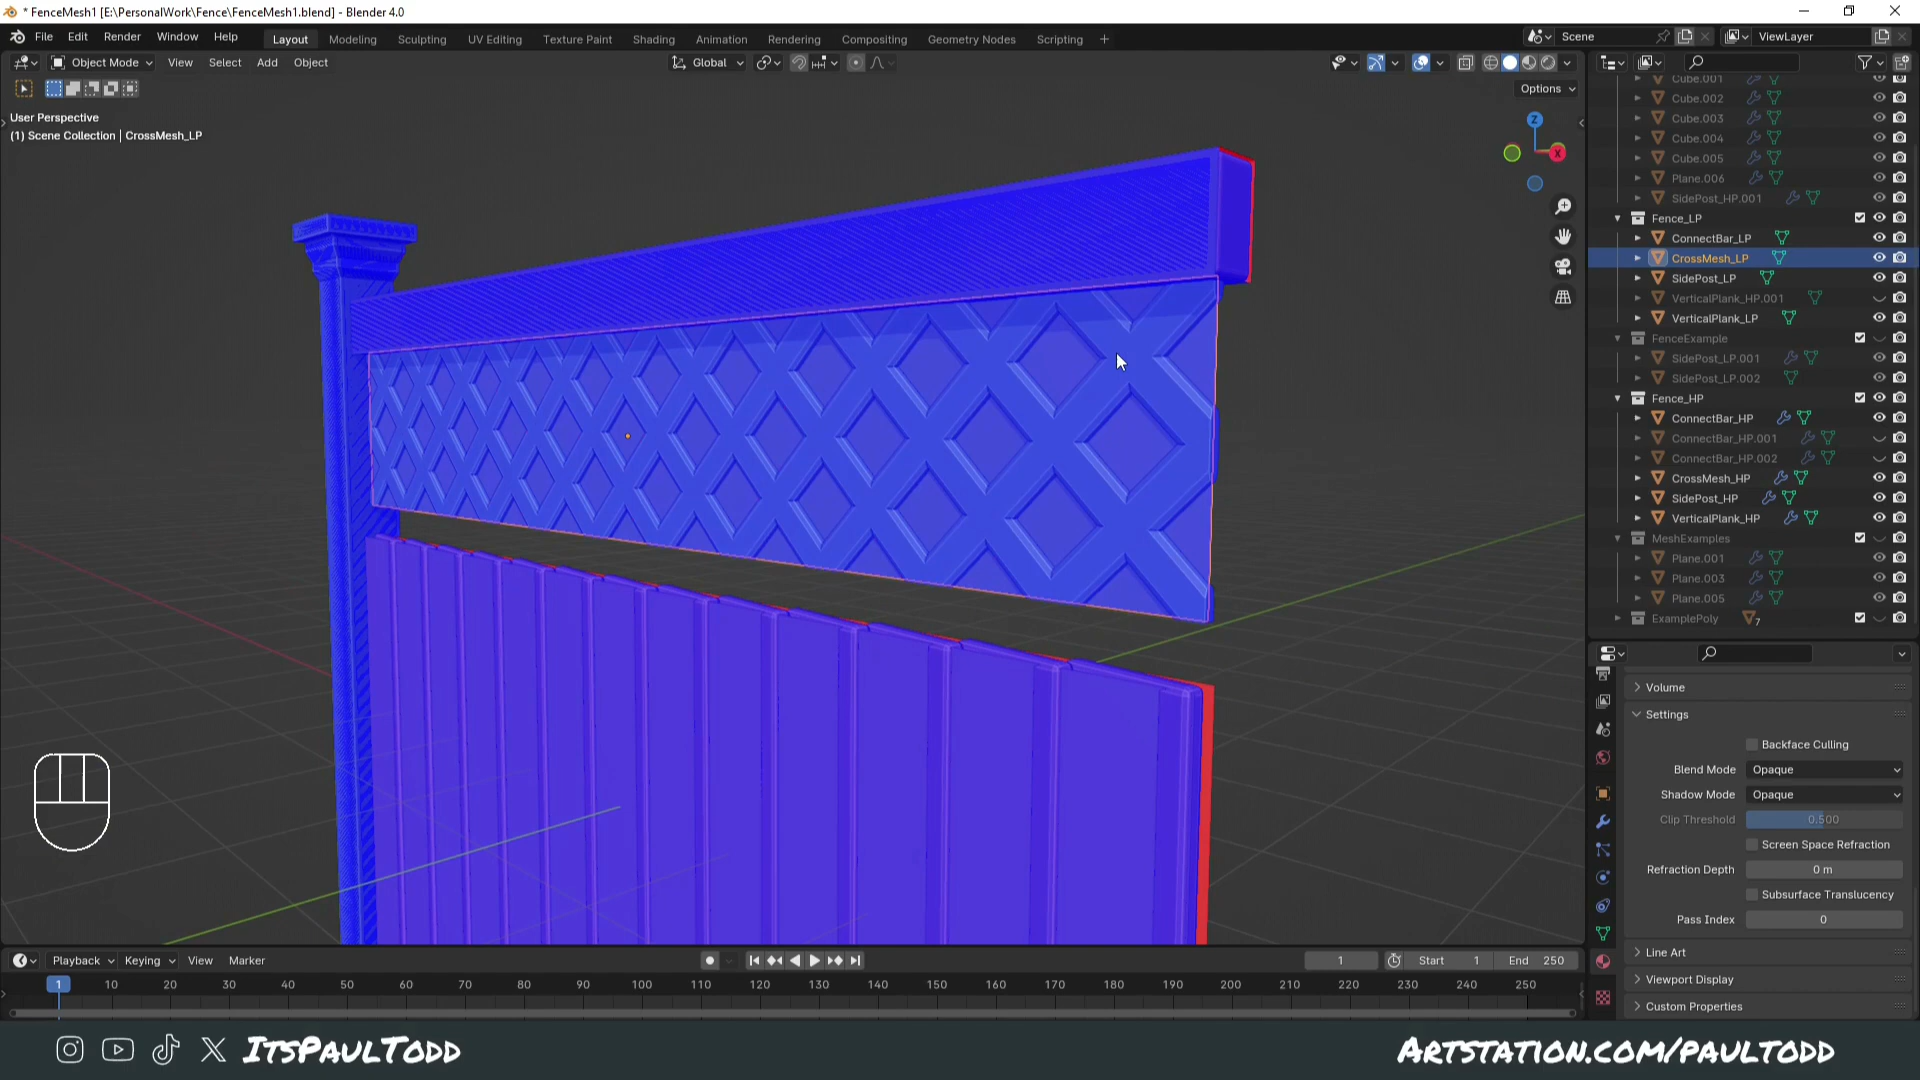 * FenceMesh1 [E:\PersonalWork\Fence\FenceMesh1.blend] - Blender 4.0
File Edit Render Window Help
Layout Modeling Sculpting UV Editing Texture Paint Shading Animation Rendering Compositing Geometry Nodes Scripting +
Scene
ViewLayer
Object Mode View Select Add Object
Global
Options
User Perspective
(1) Scene Collection | CrossMesh_LP
Z
X
Cube.001
Cube.002
Cube.003
Cube.004
Cube.005
Plane.006
SidePost_HP.001
Fence_LP
ConnectBar_LP
CrossMesh_LP
SidePost_LP
VerticalPlank_HP.001
VerticalPlank_LP
FenceExample
SidePost_LP.001
SidePost_LP.002
Fence_HP
ConnectBar_HP
ConnectBar_HP.001
ConnectBar_HP.002
CrossMesh_HP
SidePost_HP
VerticalPlank_HP
MeshExamples
Plane.001
Plane.003
Plane.005
ExamplePoly 7
Volume
Settings
Backface Culling
Blend Mode Opaque
Shadow Mode Opaque
Clip Threshold 0.500
Screen Space Refraction
Refraction Depth 0 m
Subsurface Translucency
Pass Index 0
Line Art
Viewport Display
Custom Properties
Playback Keying View Marker
1 Start 1 End 250
1 10 20 30 40 50 60 70 80 90 100 110 120 130 140 150 160 170 180 190 200 210 220 230 240 250
ItsPaulTodd
Artstation.com/paultodd